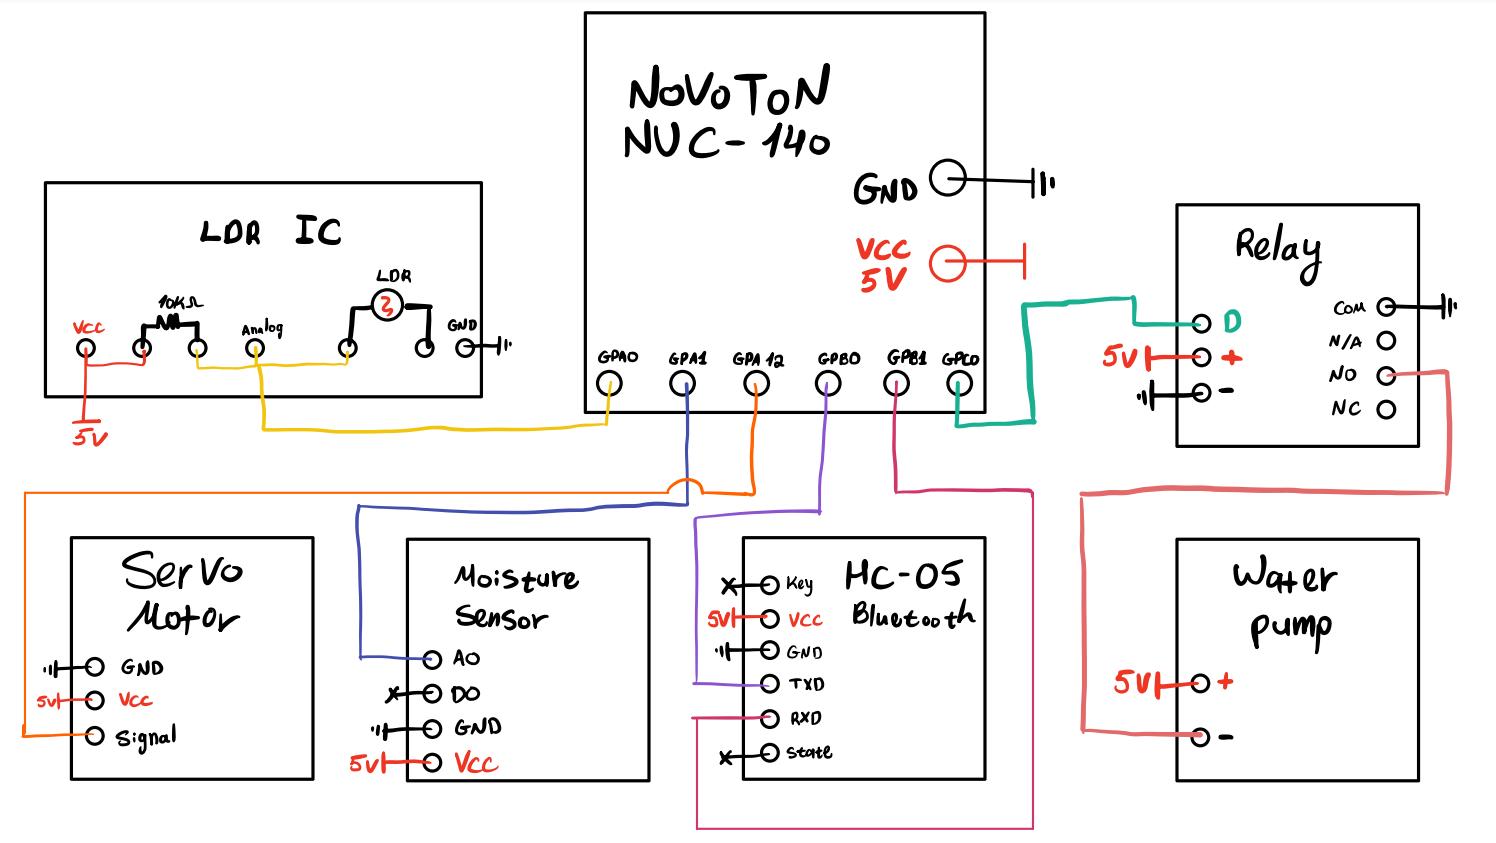 NOVOTON
NUC-140
GND
VCC
5V
GPA0
GPA1
GPA 12
GPB0
GPB1
GPC0
LDR IC
LDR
10KΩ
VCC
Analog
GND
5V
Relay
D
5V +
-
COM
N/A
NO
NC
Servo
Motor
GND
5V VCC
Signal
Moisture
Sensor
AO
DO
GND
5V VCC
HC-05
Bluetooth
Key
5V VCC
GND
TXD
RXD
State
Water
pump
5V +
-